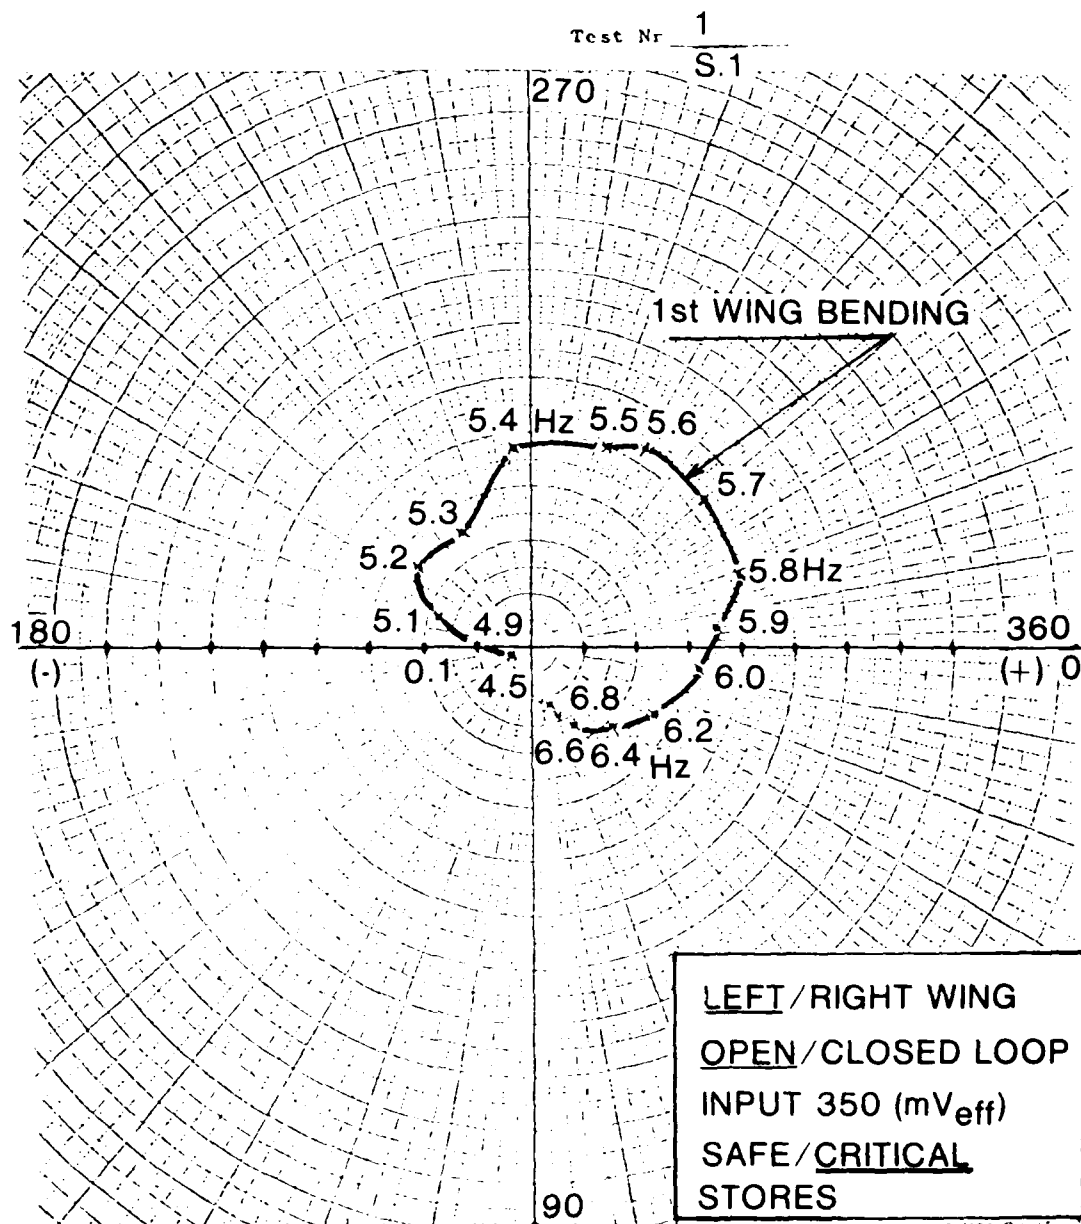 Test Nr 1
S.1
270
1st WING BENDING
5.4 Hz 5.5 5.6
5.7
5.3
5.2
5.8Hz
5.1 4.9 5.9
180 360
(-) 0.1 4.5 6.0 (+) 0
6.8
6.2
6.6 6.4 Hz
LEFT/RIGHT WING
OPEN/CLOSED LOOP
INPUT 350 (mVeff)
SAFE/CRITICAL
STORES
90